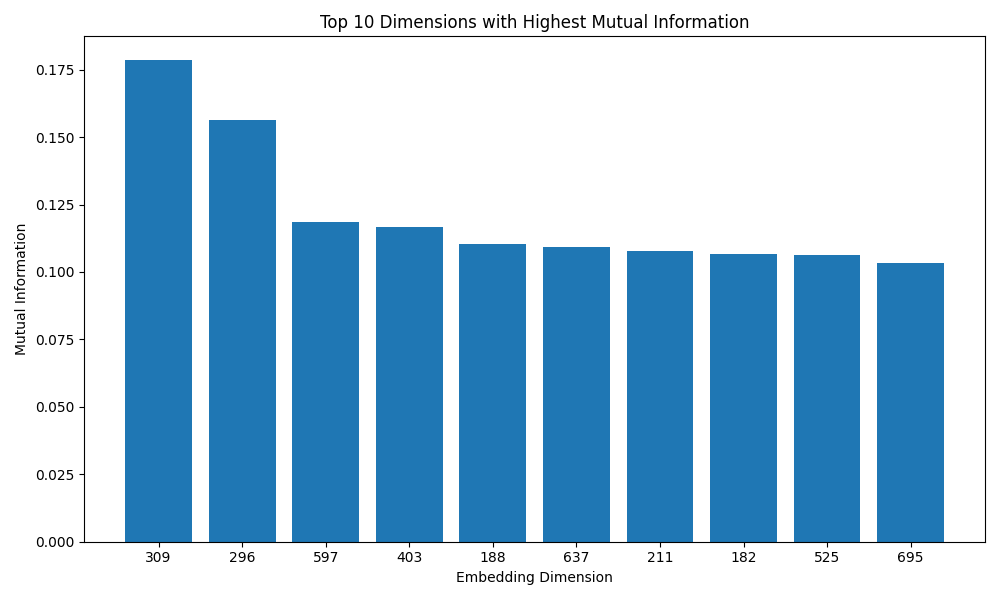 Top 10 Dimensions with Highest Mutual Information
Mutual Information
0.175
0.150
0.125
0.100
0.075
0.050
0.025
0.000
309 296 597 403 188 637 211 182 525 695
Embedding Dimension